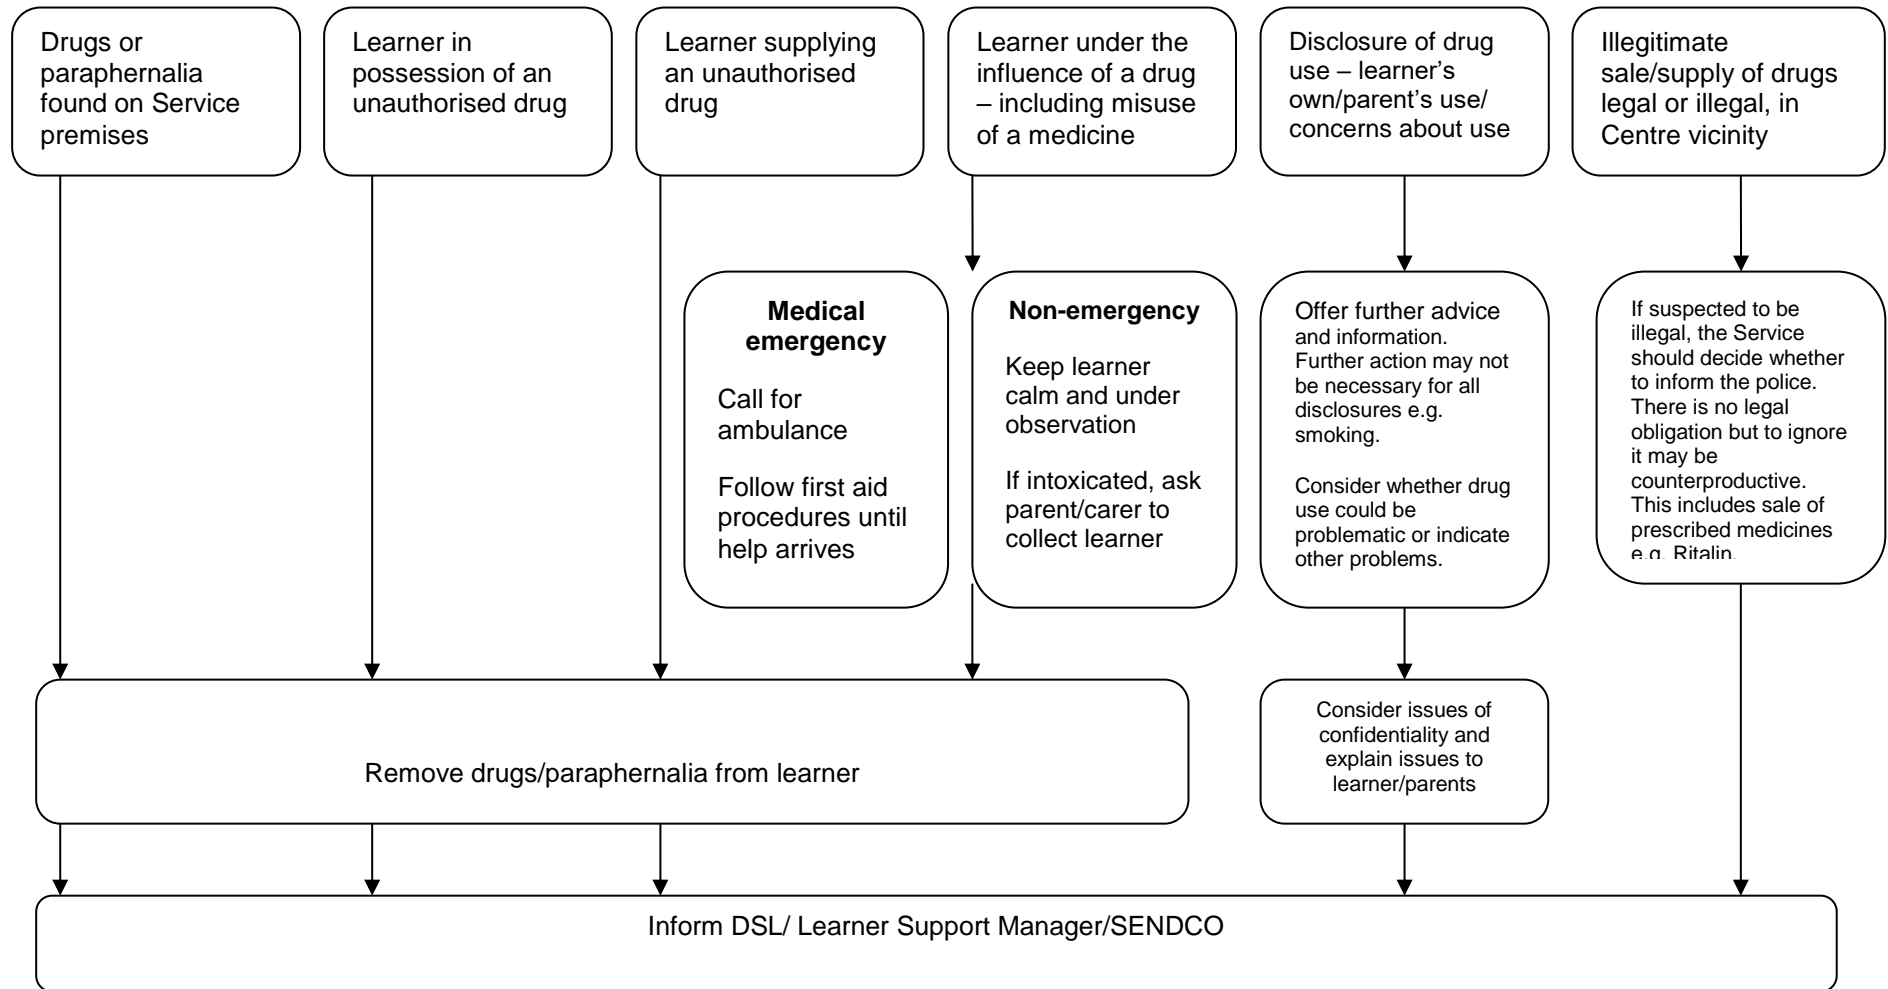 Drugs or
paraphernalia
found on Service
premises
Learner in
possession of an
unauthorised drug
Learner supplying
an unauthorised
drug
Learner under the
influence of a drug
– including misuse
of a medicine
Disclosure of drug
use – learner’s
own/parent’s use/
concerns about use
Illegitimate
sale/supply of drugs
legal or illegal, in
Centre vicinity
Medical
emergency
Call for
ambulance
Follow first aid
procedures until
help arrives
Non-emergency
Keep learner
calm and under
observation
If intoxicated, ask
parent/carer to
collect learner
Offer further advice
and information.
Further action may not
be necessary for all
disclosures e.g.
smoking.
Consider whether drug
use could be
problematic or indicate
other problems.
If suspected to be
illegal, the Service
should decide whether
to inform the police.
There is no legal
obligation but to ignore
it may be
counterproductive.
This includes sale of
prescribed medicines
e.g. Ritalin.
Remove drugs/paraphernalia from learner
Consider issues of
confidentiality and
explain issues to
learner/parents
Inform DSL/ Learner Support Manager/SENDCO